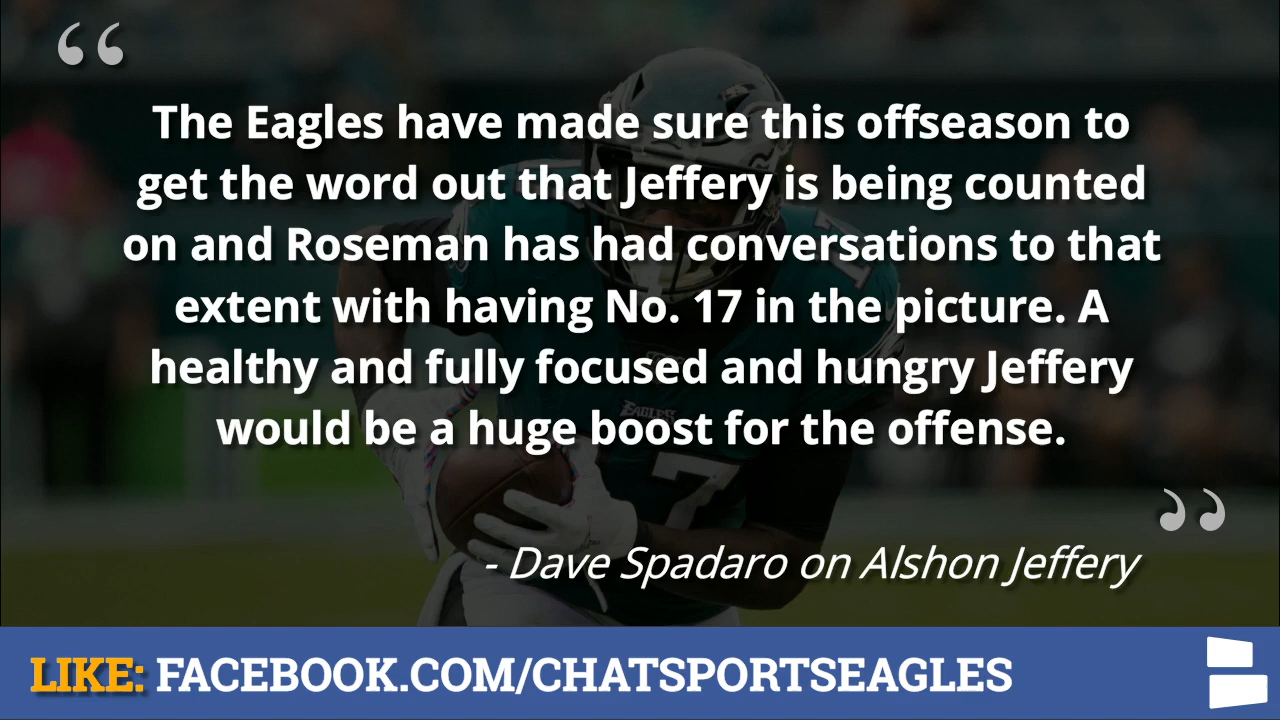 “
The Eagles have made sure this offseason to
get the word out that Jeffery is being counted
on and Roseman has had conversations to that
extent with having No. 17 in the picture. A
healthy and fully focused and hungry Jeffery
would be a huge boost for the offense.
”
- Dave Spadaro on Alshon Jeffery
EAGLES
17
LIKE: FACEBOOK.COM/CHATSPORTSEAGLES